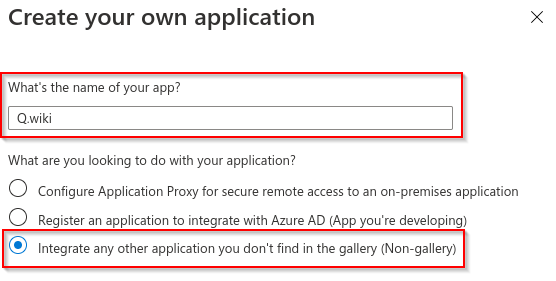 Create your own application
What's the name of your app?
Q.wiki
What are you looking to do with your application?
Configure Application Proxy for secure remote access to an on-premises application
Register an application to integrate with Azure AD (App you're developing)
Integrate any other application you don't find in the gallery (Non-gallery)